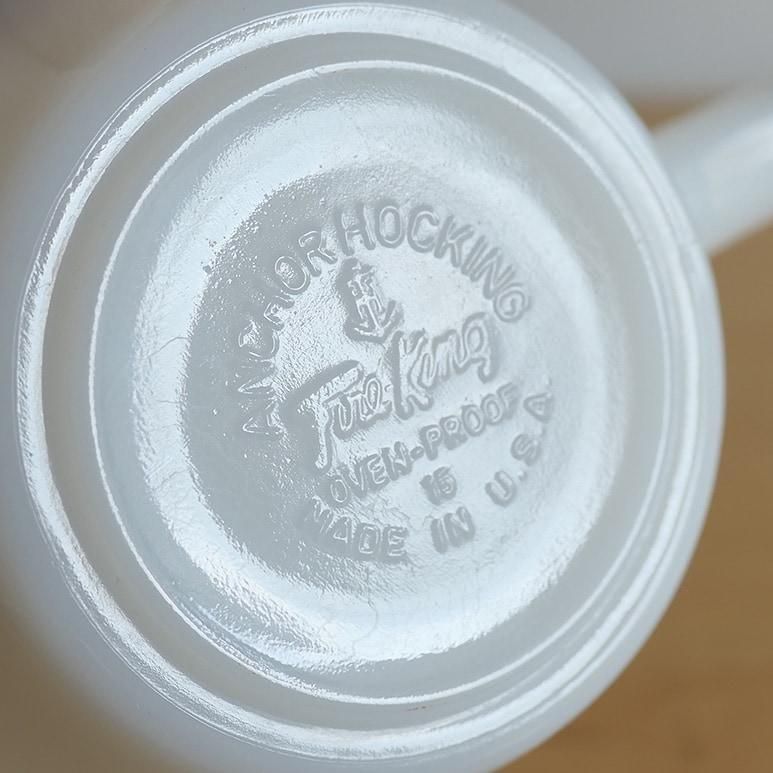 ANCHOR HOCKING
Fire-King
OVEN-PROOF
15
MADE IN U.S.A.